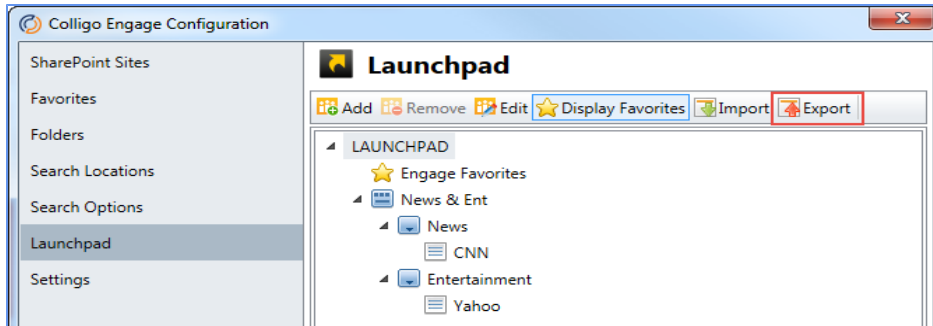 Colligo Engage Configuration
SharePoint Sites
Favorites
Folders
Search Locations
Search Options
Launchpad
Settings
Launchpad
Add Remove Edit Display Favorites Import Export
LAUNCHPAD
Engage Favorites
News & Ent
News
CNN
Entertainment
Yahoo